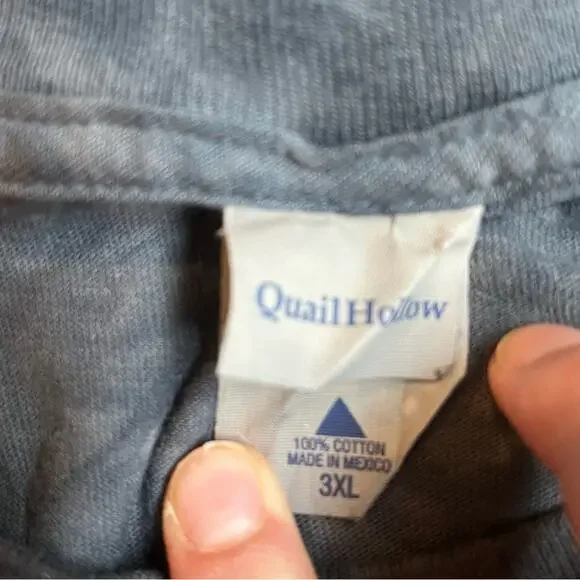 Quail Hollow
100% COTTON
MADE IN MEXICO
3XL